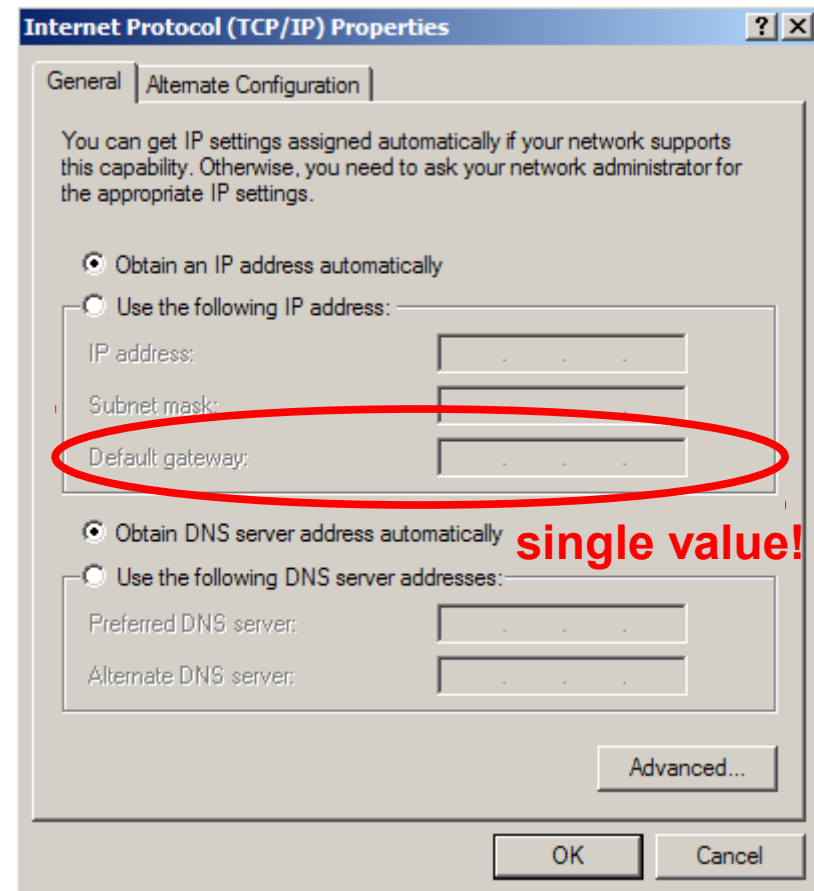 Internet Protocol (TCP/IP) Properties
General
Alternate Configuration
You can get IP settings assigned automatically if your network supports
this capability. Otherwise, you need to ask your network administrator for
the appropriate IP settings.
Obtain an IP address automatically
Use the following IP address:
IP address:
Subnet mask:
Default gateway:
Obtain DNS server address automatically
single value!
Use the following DNS server addresses:
Preferred DNS server:
Alternate DNS server:
Advanced...
OK
Cancel